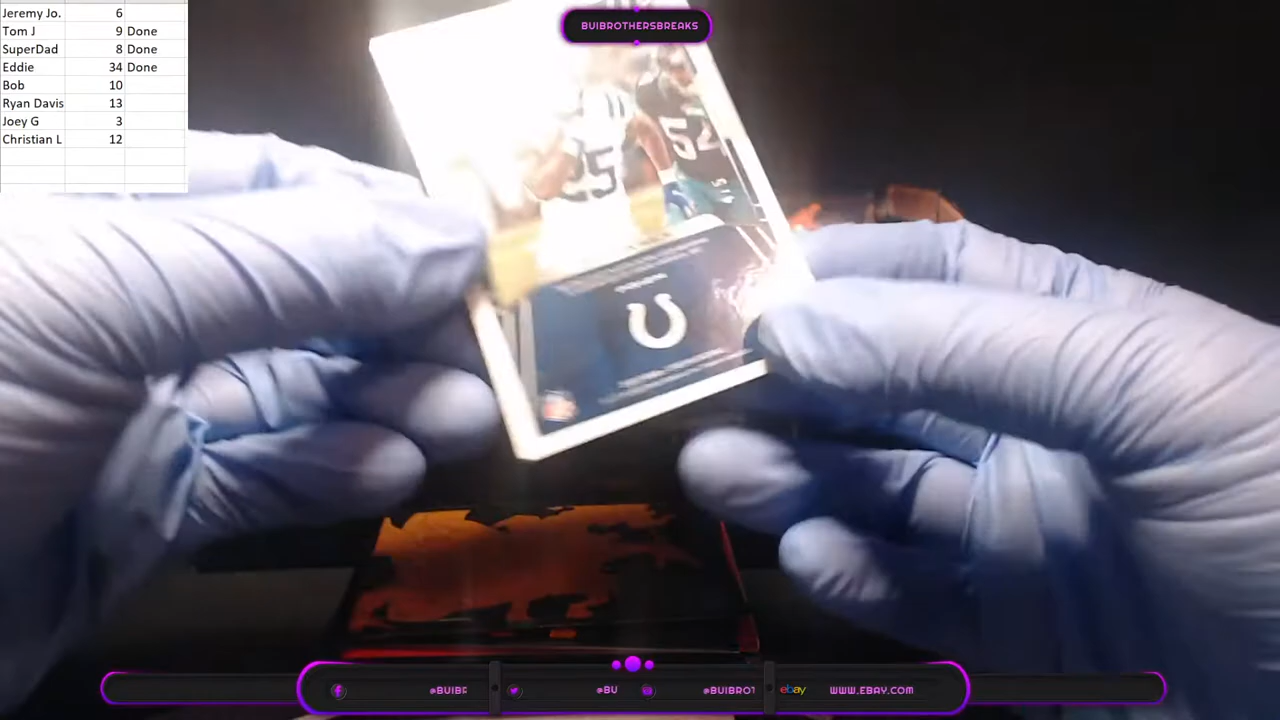 Jeremy Jo. 6
Tom J 9 Done
SuperDad 8 Done
Eddie 34 Done
Bob 10
Ryan Davis 13
Joey G 3
Christian L 12
BUIBROTHERSBREAKS
25
54
@BUIBR
@BU
@BUIBROT
ebay WWW.EBAY.COM